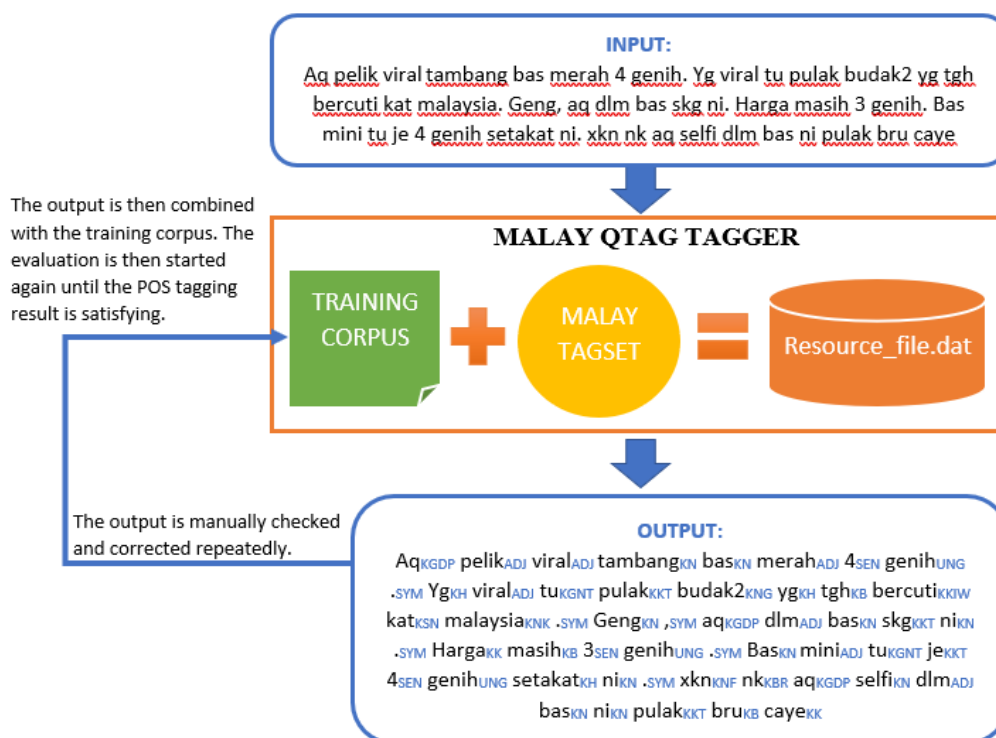 INPUT:
Aq pelik viral tambang bas merah 4 genih. Yg viral tu pulak budak2 yg tgh
bercuti kat malaysia. Geng, aq dlm bas skg ni. Harga masih 3 genih. Bas
mini tu je 4 genih setakat ni. xkn nk aq selfi dlm bas ni pulak bru caye
The output is then combined
with the training corpus. The
evaluation is then started
again until the POS tagging
result is satisfying.
MALAY QTAG TAGGER
TRAINING
CORPUS
MALAY
TAGSET
Resource_file.dat
The output is manually checked
and corrected repeatedly.
OUTPUT:
AqKGDP pelikADJ viralADJ tambangKN basKN merahADJ 4SEN genihUNG
.SYM YgKH viralADJ tuKGNT pulakKKT budak2KNG ygKH tghKB bercutiKKIW
katKSN malaysiaKNK .SYM GengKN ,SYM aqKGDP dlmADJ basKN skgKKT niKN
.SYM HargaKK masihKB 3SEN genihUNG .SYM BasKN miniADJ tuKGNT jeKKT
4SEN genihUNG setakatKH niKN .SYM xknKNF nkKBR aqKGDP selfiKN dlmADJ
basKN niKN pulakKKT bruKB cayeKK